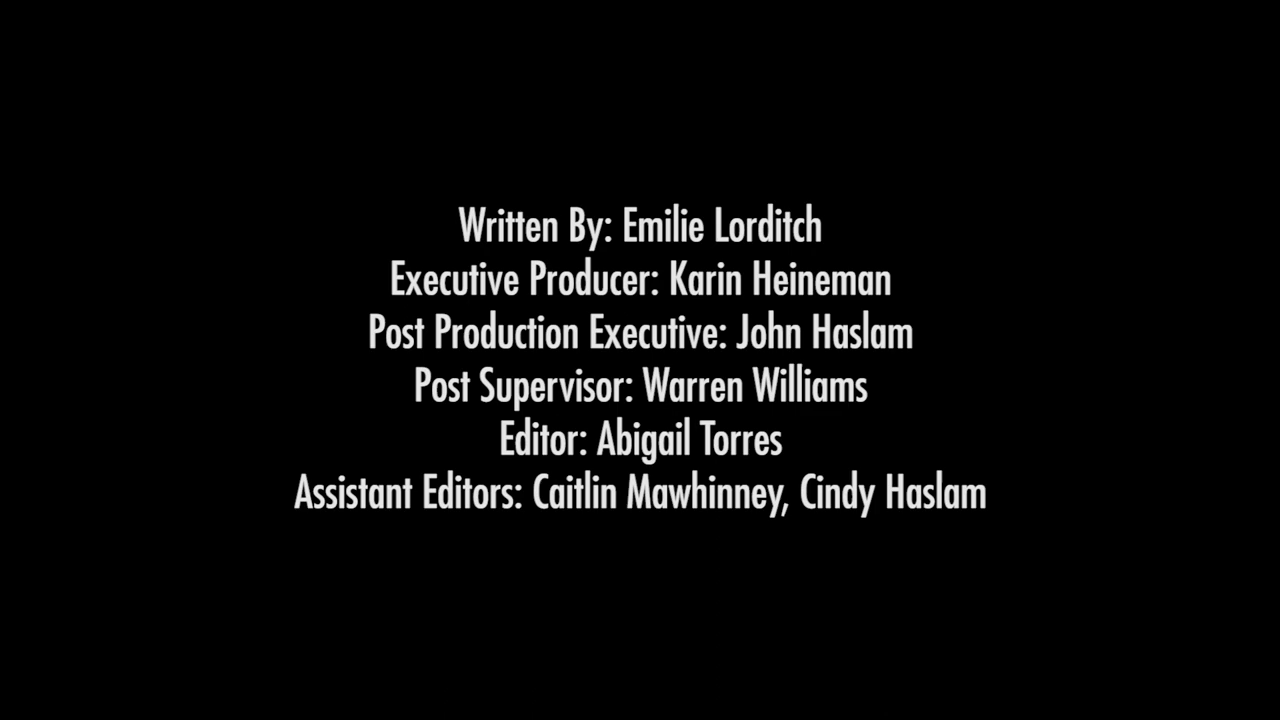 Written By: Emilie Lorditch
Executive Producer: Karin Heineman
Post Production Executive: John Haslam
Post Supervisor: Warren Williams
Editor: Abigail Torres
Assistant Editors: Caitlin Mawhinney, Cindy Haslam